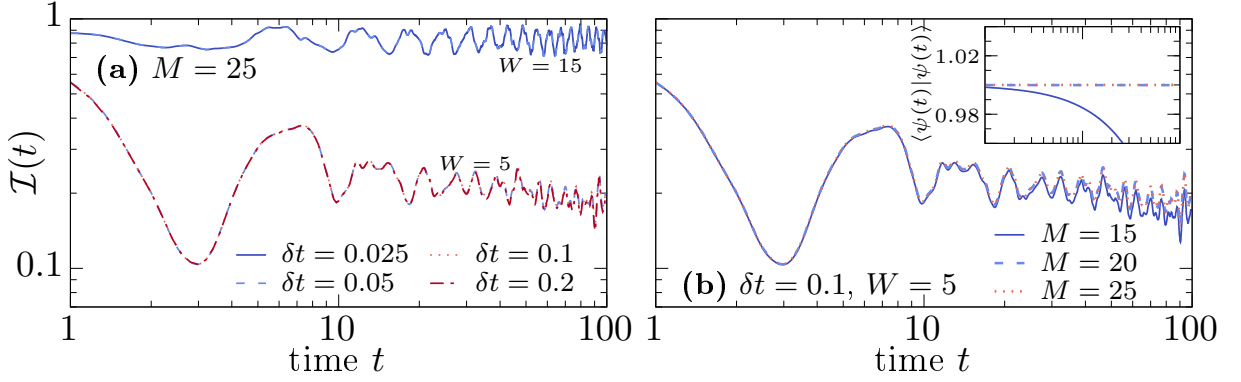 1
0.1
I(t)
(a) M = 25
W = 15
W = 5
δt = 0.025
δt = 0.05
δt = 0.1
δt = 0.2
1
10
100
time t
⟨ψ(t)|ψ(t)⟩
1.02
0.98
M = 15
M = 20
M = 25
(b) δt = 0.1, W = 5
1
10
100
time t